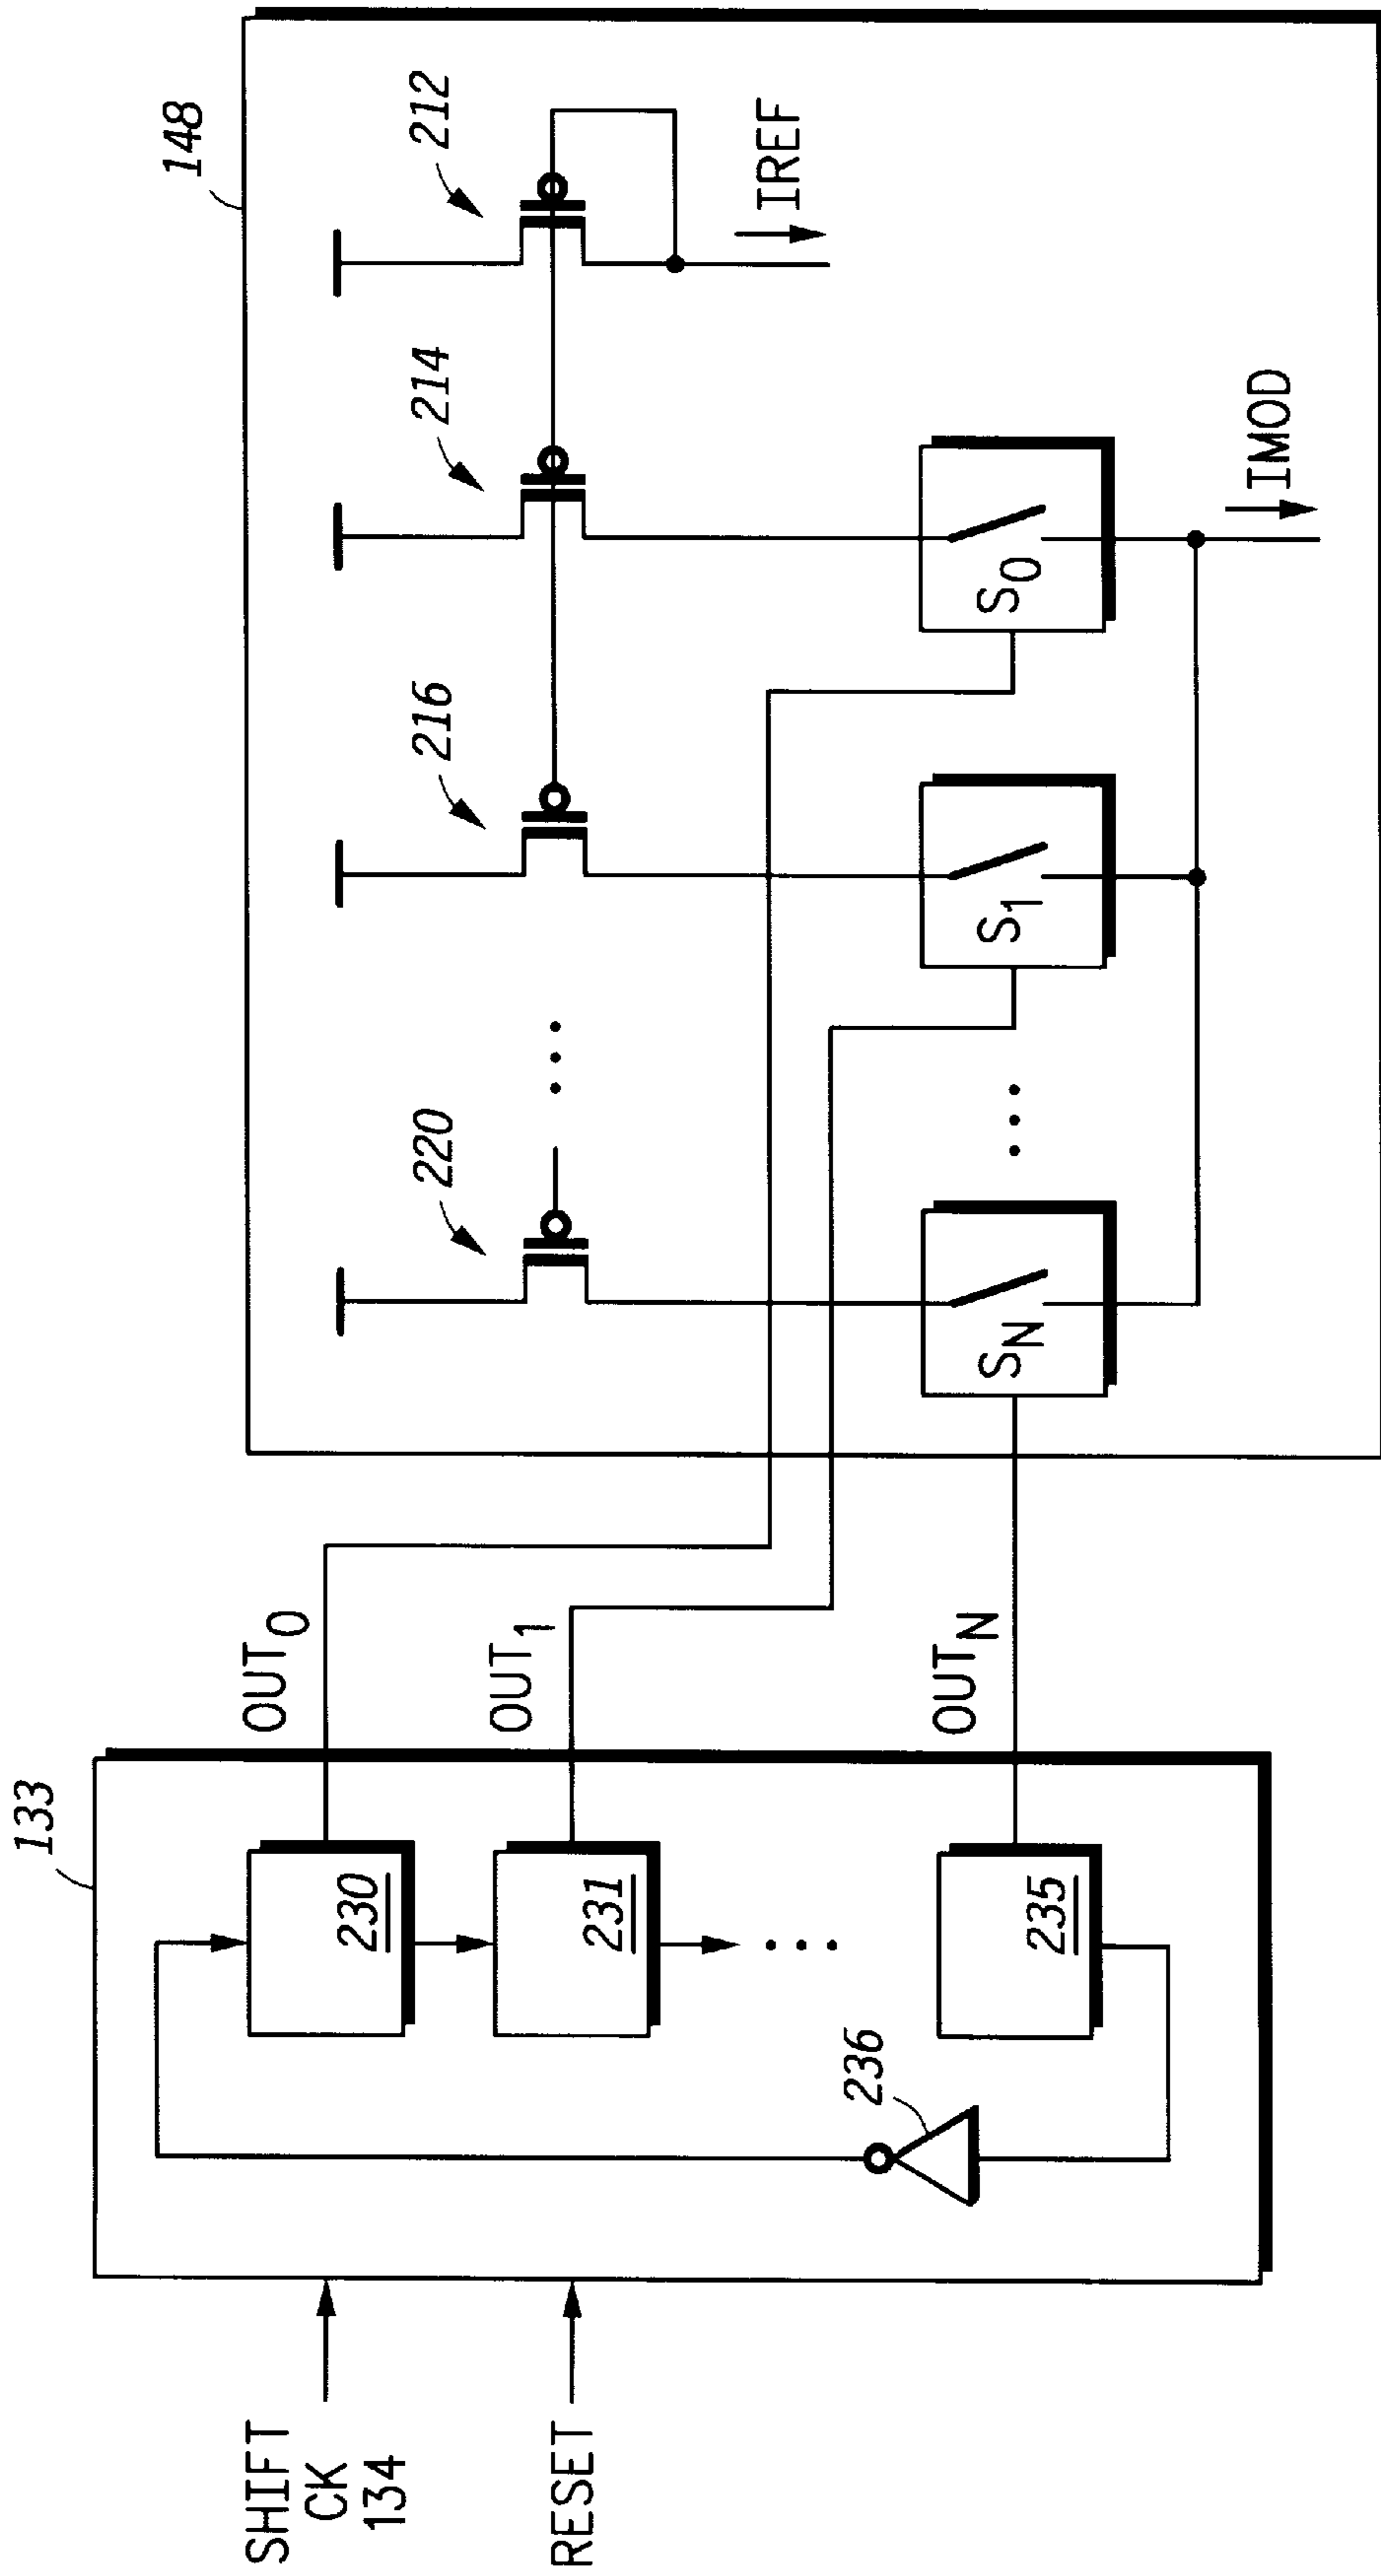 133
148
SHIFT
CK
134
RESET
230
231
235
236
OUT0
OUT1
OUTN
220
216
214
212
SN
S1
S0
IREF
IMOD